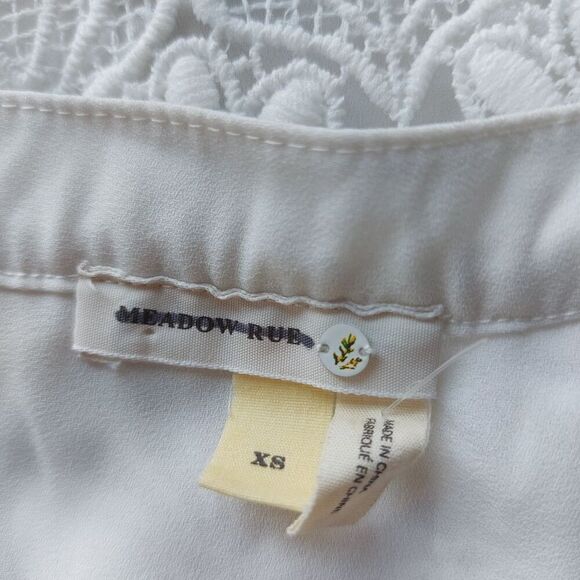 MEADOW RUE
XS
MADE IN CHINA
FABRIQUÉ EN CHINE